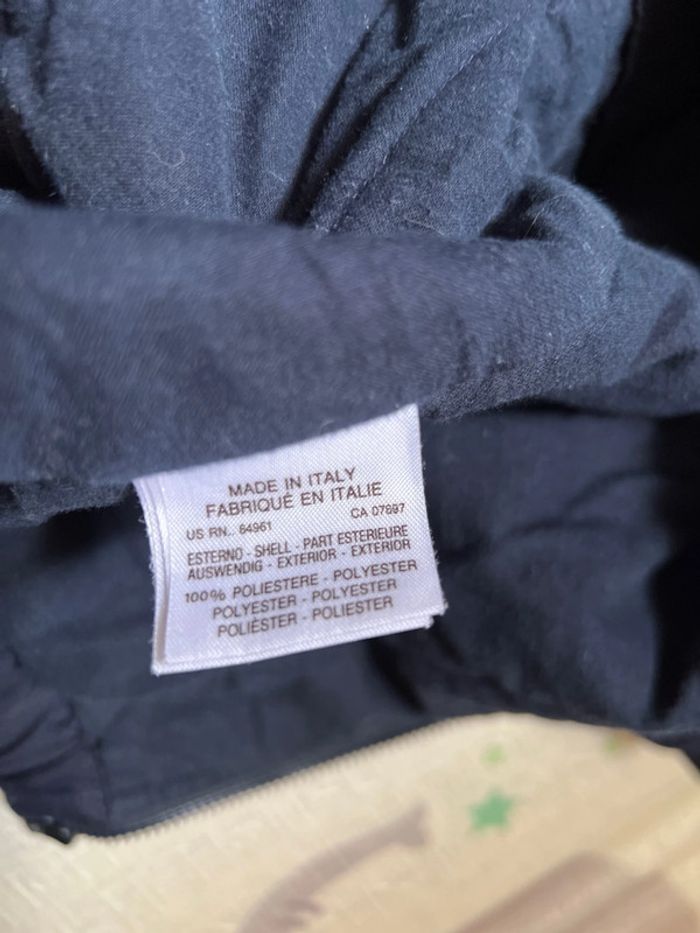 MADE IN ITALY
FABRIQUÉ EN ITALIE
US RN.. 64961 CA 07897
ESTERNO - SHELL - PART ESTERIEURE
AUSWENDIG - EXTERIOR - EXTERIOR
100% POLIESTERE - POLYESTER
POLYESTER - POLYESTER
POLIÈSTER - POLIESTER